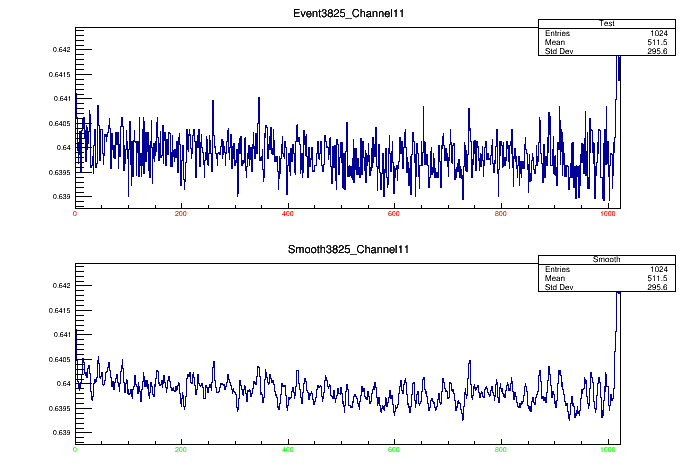 Event3825_Channel11
Test
Entries 1024
Mean 511.5
Std Dev 295.6
0.642
0.6415
0.641
0.6405
0.64
0.6395
0.639
0 200 400 600 800 1000
Smooth3825_Channel11
Smooth
Entries 1024
Mean 511.5
Std Dev 295.6
0.642
0.6415
0.641
0.6405
0.64
0.6395
0.639
0 200 400 600 800 1000